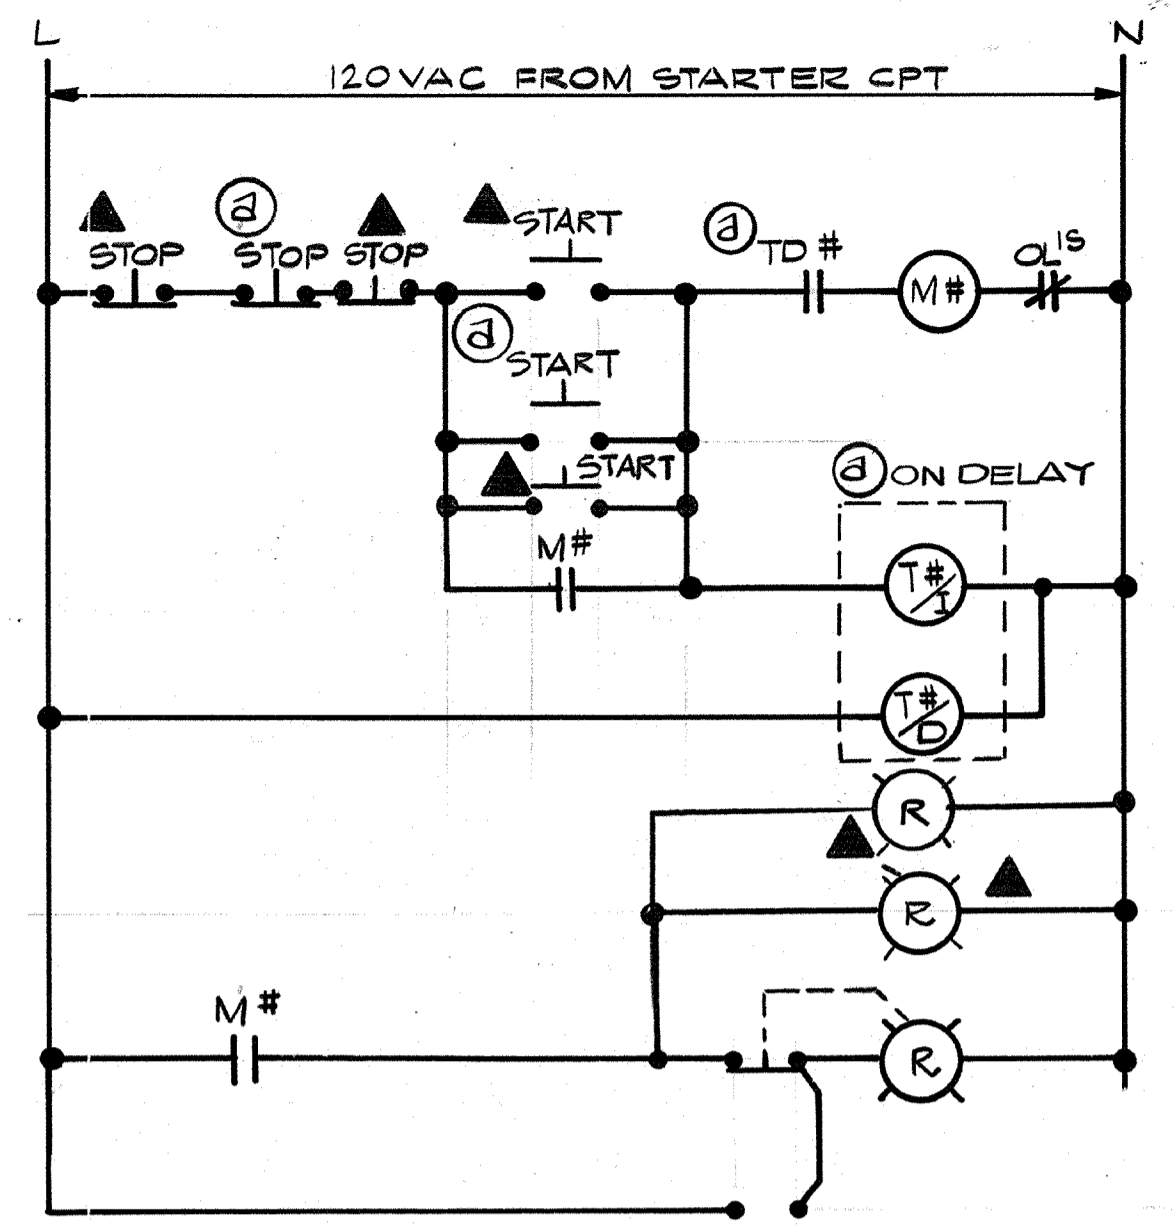 L N
120VAC FROM STARTER CPT
a
START
a
STOP STOP STOP
TD # OL'S
M#
a
START
START
a ON DELAY
M#
T#/I
T#/D
R
R
M#
R